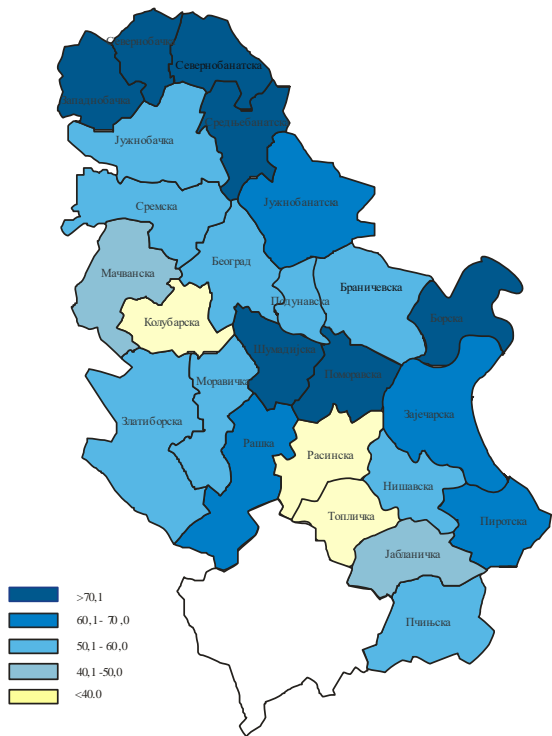 Севернобачка
Севернобанатска
Западнобачка
Средњобанатска
Јужнобачка
Јужнобанатска
Сремска
Београд
Мачванска
Подунавска
Браничевска
Борска
Колубарска
Шумадијска
Поморавска
Моравичка
Златиборска
Рашка
Зајечарска
Расинска
Нишавска
Топличка
Пиротска
Јабланичка
Пчињска
>70,1
60,1- 70,0
50,1 - 60,0
40,1 -50,0
<40.0